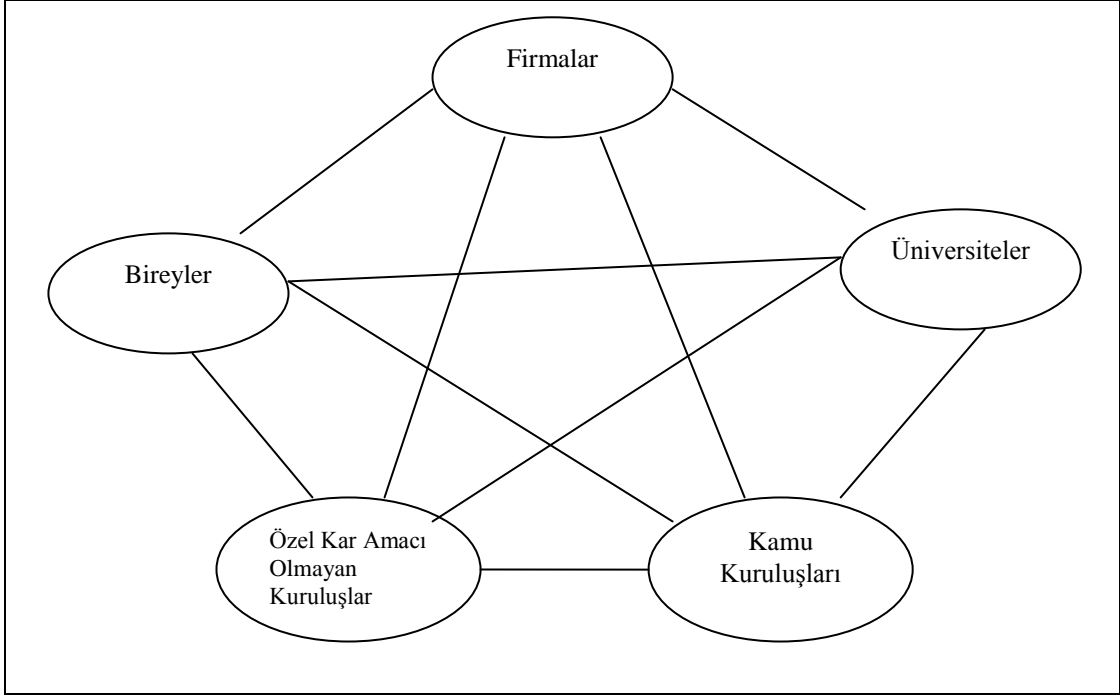 Firmalar
Üniversiteler
Bireyler
Özel Kar Amacı
Olmayan
Kuruluşlar
Kamu
Kuruluşları